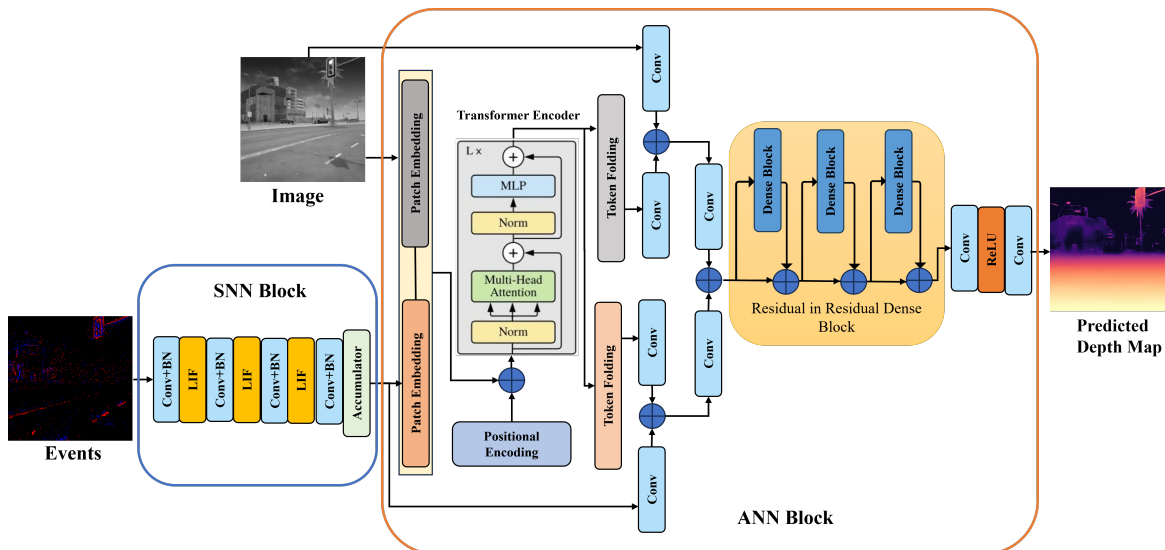 Image
Events
SNN Block
Conv+BN
LIF
Conv+BN
LIF
Conv+BN
LIF
Conv+BN
Accumulator
Patch Embedding
Patch Embedding
Transformer Encoder
L ×
MLP
Norm
Multi-Head
Attention
Norm
Positional
Encoding
Token Folding
Token Folding
Conv
Conv
Conv
Conv
Conv
Conv
Dense Block
Dense Block
Dense Block
Residual in Residual Dense
Block
Conv
ReLU
Conv
Predicted
Depth Map
ANN Block